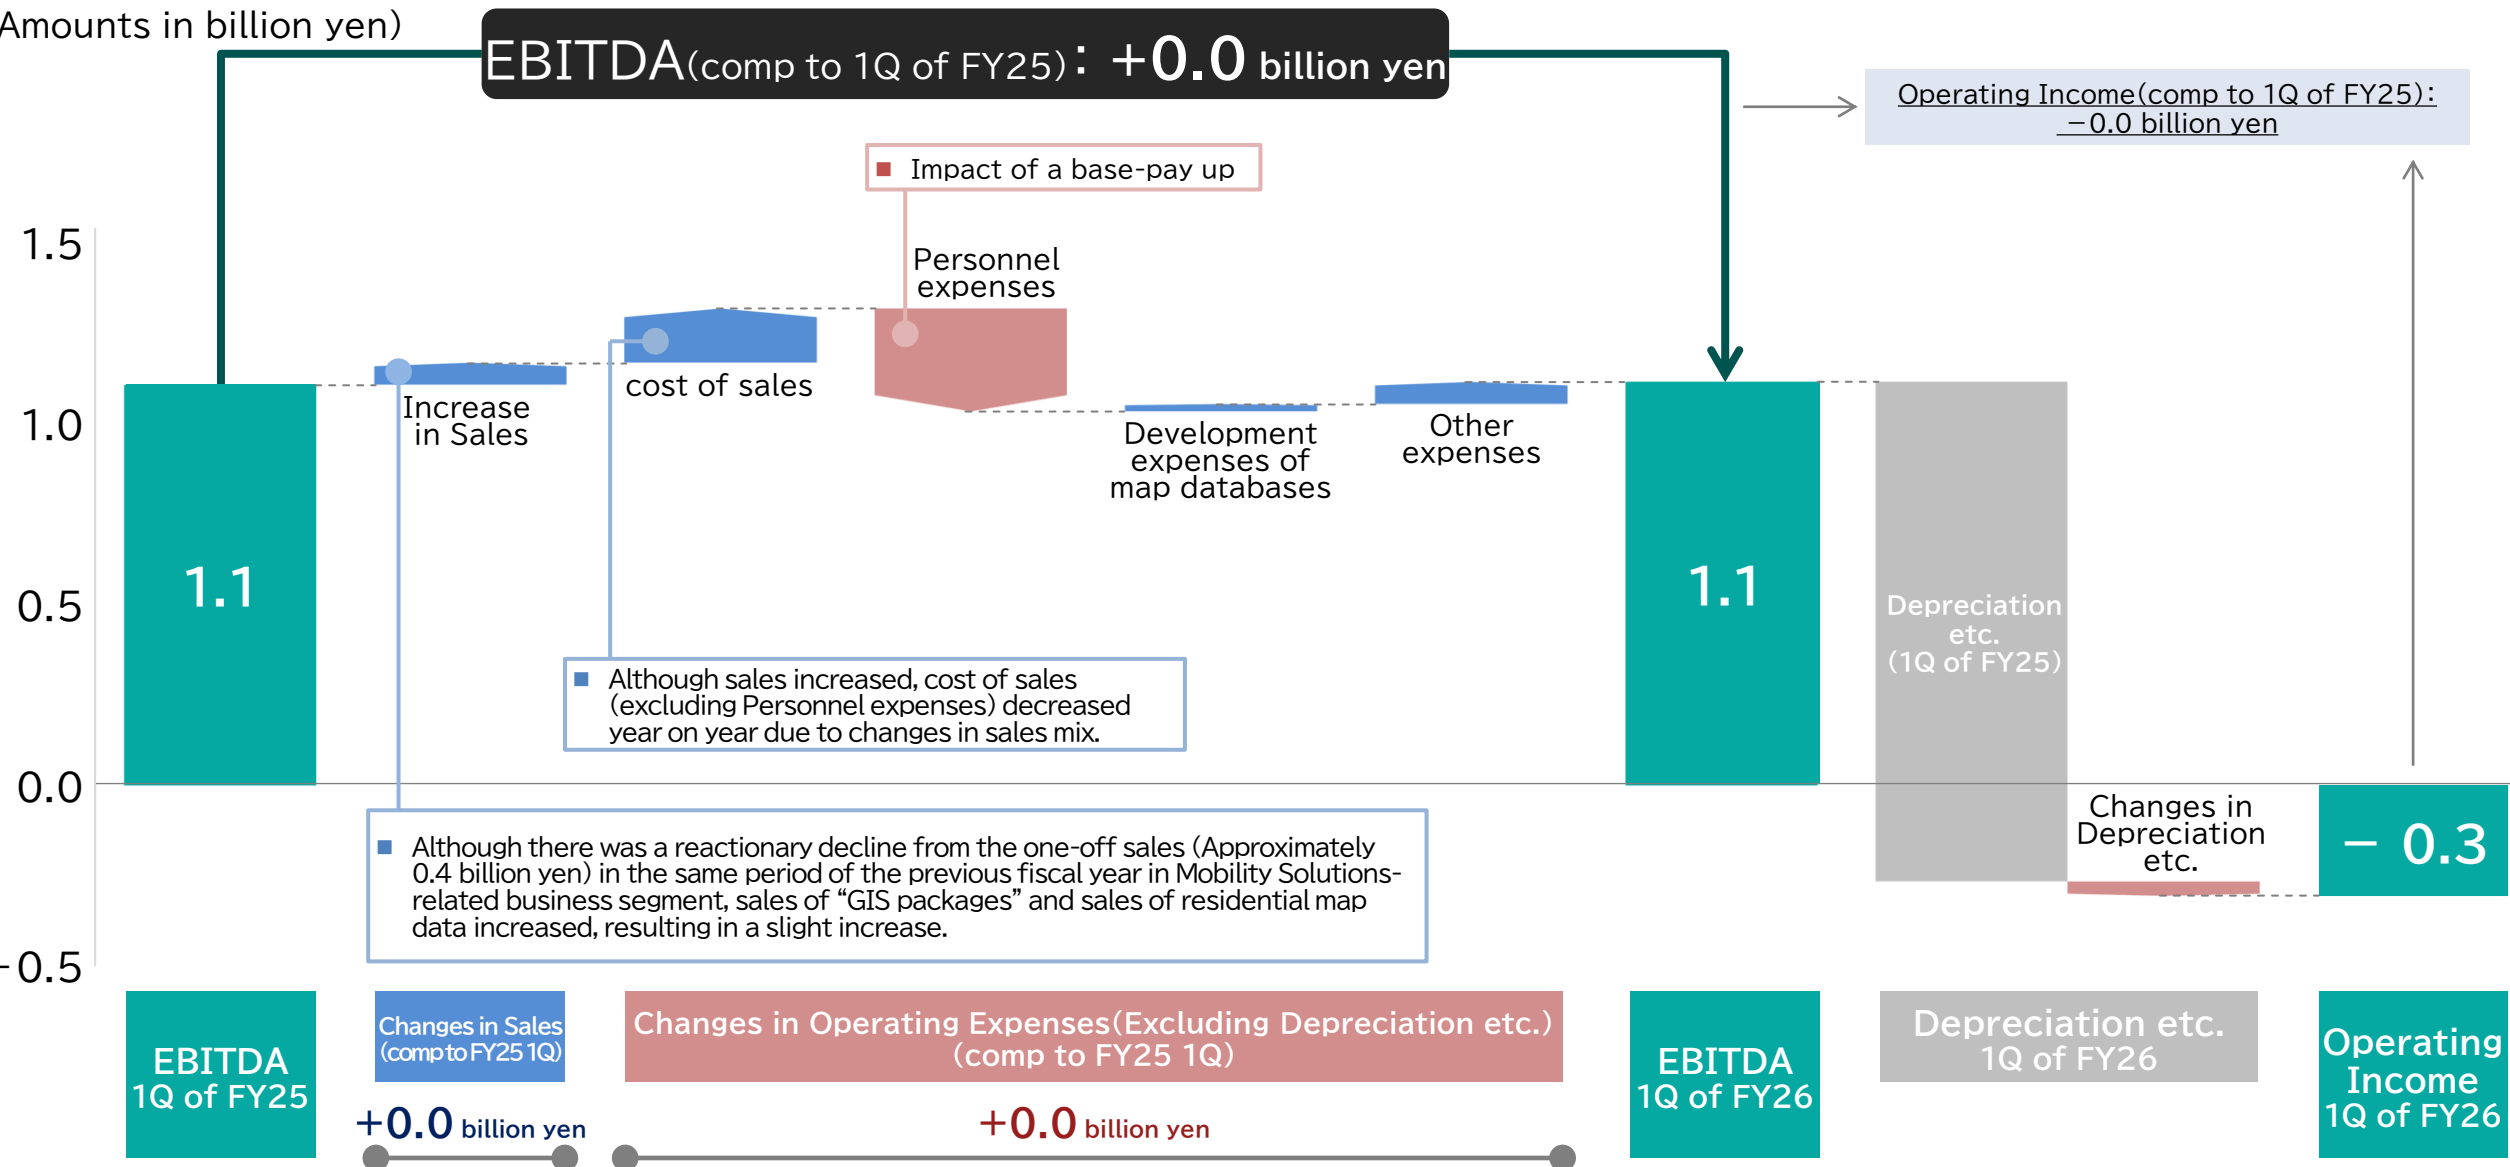 Amounts in billion yen)
EBITDA(comp to 1Q of FY25): +0.0 billion yen
Operating Income(comp to 1Q of FY25):
−0.0 billion yen
■ Impact of a base-pay up
1.5
1.0
0.5
0.0
-0.5
Personnel
expenses
cost of sales
Increase
in Sales
Development
expenses of
map databases
Other
expenses
1.1
1.1
Depreciation
etc.
(1Q of FY25)
■ Although sales increased, cost of sales
(excluding Personnel expenses) decreased
year on year due to changes in sales mix.
Changes in
Depreciation
etc.
− 0.3
■ Although there was a reactionary decline from the one-off sales (Approximately
0.4 billion yen) in the same period of the previous fiscal year in Mobility Solutions-
related business segment, sales of “GIS packages” and sales of residential map
data increased, resulting in a slight increase.
EBITDA
1Q of FY25
Changes in Sales
(comp to FY25 1Q)
+0.0 billion yen
Changes in Operating Expenses(Excluding Depreciation etc.)
(comp to FY25 1Q)
+0.0 billion yen
EBITDA
1Q of FY26
Depreciation etc.
1Q of FY26
Operating
Income
1Q of FY26